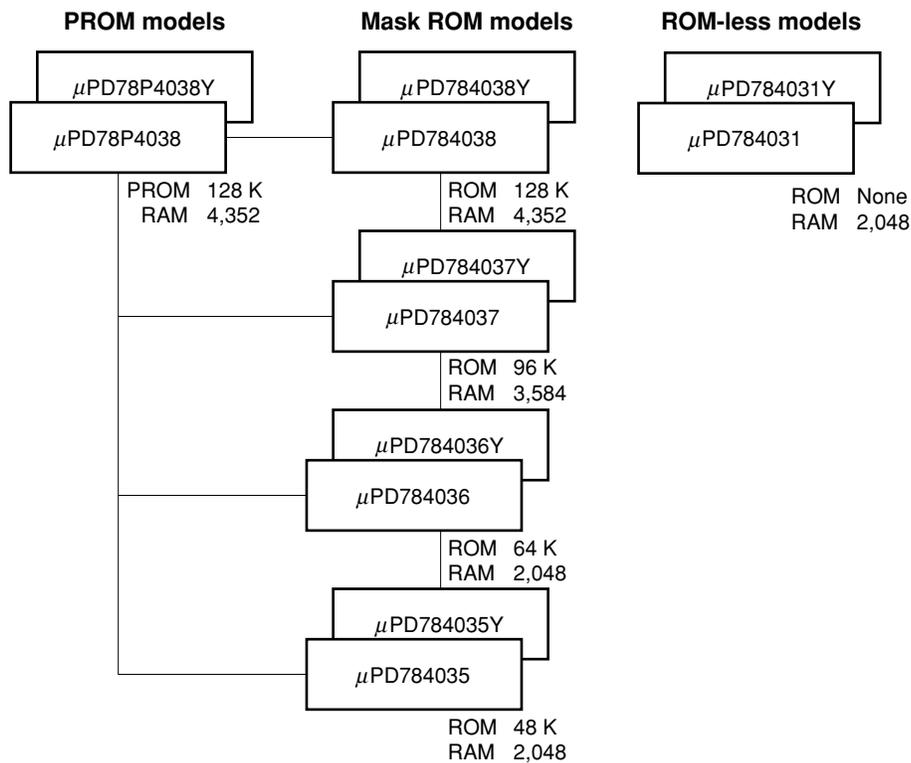 PROM models
Mask ROM models
ROM-less models
μPD78P4038Y
μPD784038Y
μPD784031Y
μPD78P4038
μPD784038
μPD784031
PROM 128 K
RAM 4,352
ROM 128 K
RAM 4,352
ROM None
RAM 2,048
μPD784037Y
μPD784037
ROM 96 K
RAM 3,584
μPD784036Y
μPD784036
ROM 64 K
RAM 2,048
μPD784035Y
μPD784035
ROM 48 K
RAM 2,048